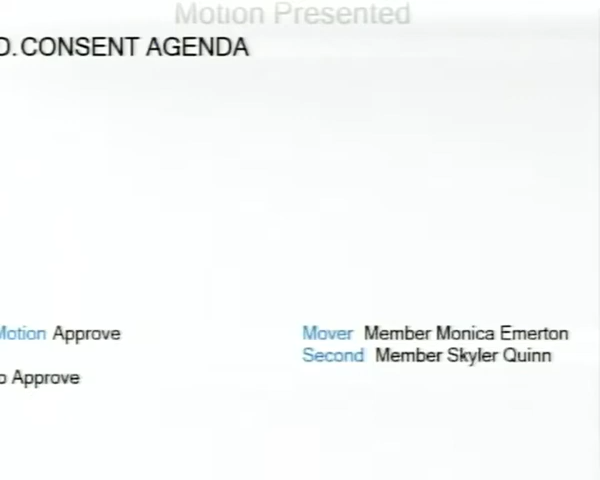 Motion Presented
D. CONSENT AGENDA
Motion Approve
Mover Member Monica Emerton
Second Member Skyler Quinn
o Approve